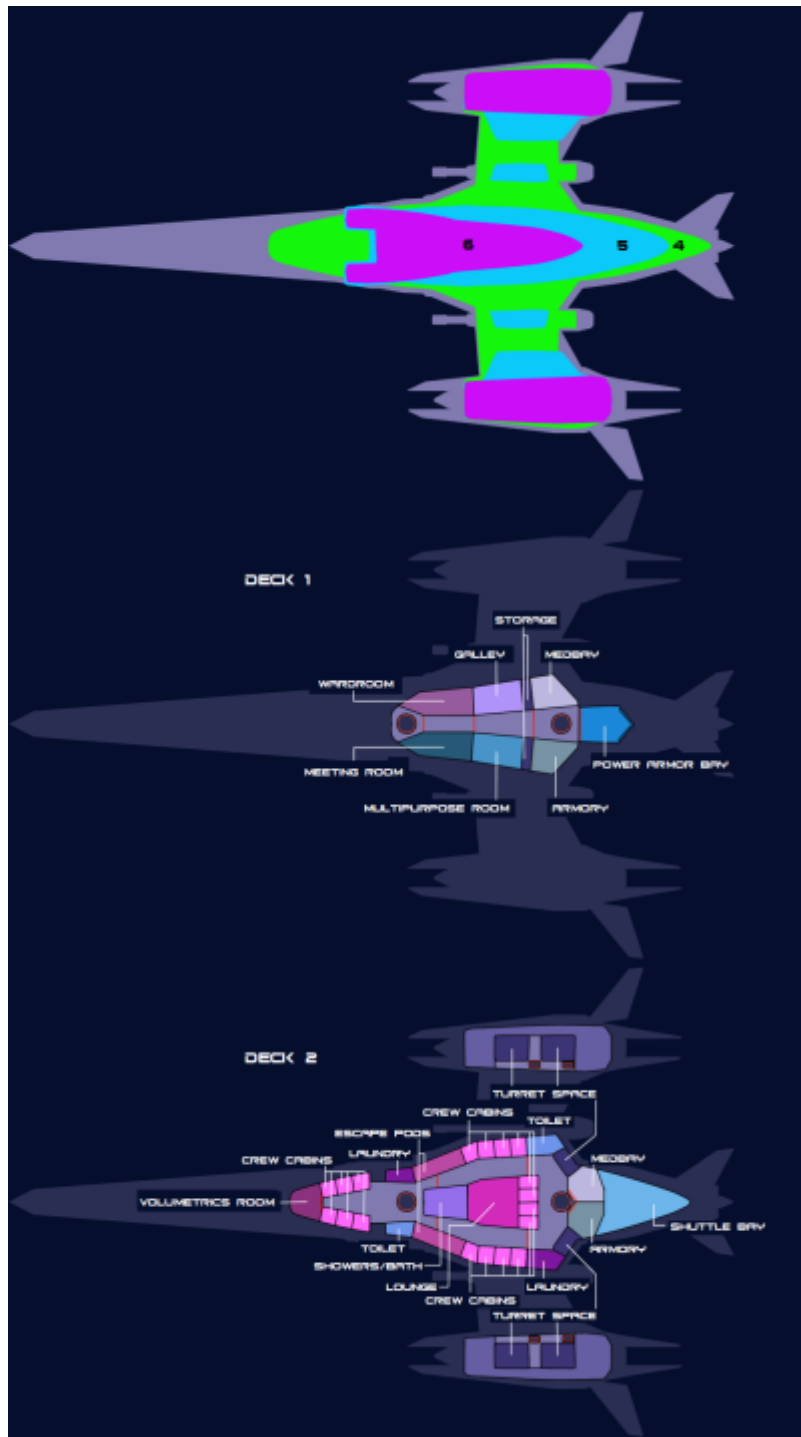 6
5
4
DECK 1
STORAGE
GALLEY
MEDBAY
WARDROOM
MEETING ROOM
POWER ARMOR BAY
MULTIPURPOSE ROOM
ARMORY
DECK 2
TURRET SPACE
CREW CABINS
TOILET
ESCAPE PODS
LAUNDRY
MEDBAY
CREW CABINS
VOLUMETRICS ROOM
SHUTTLE BAY
TOILET
ARMORY
SHOWERS/BATH
LOUNGE
LAUNDRY
CREW CABINS
TURRET SPACE